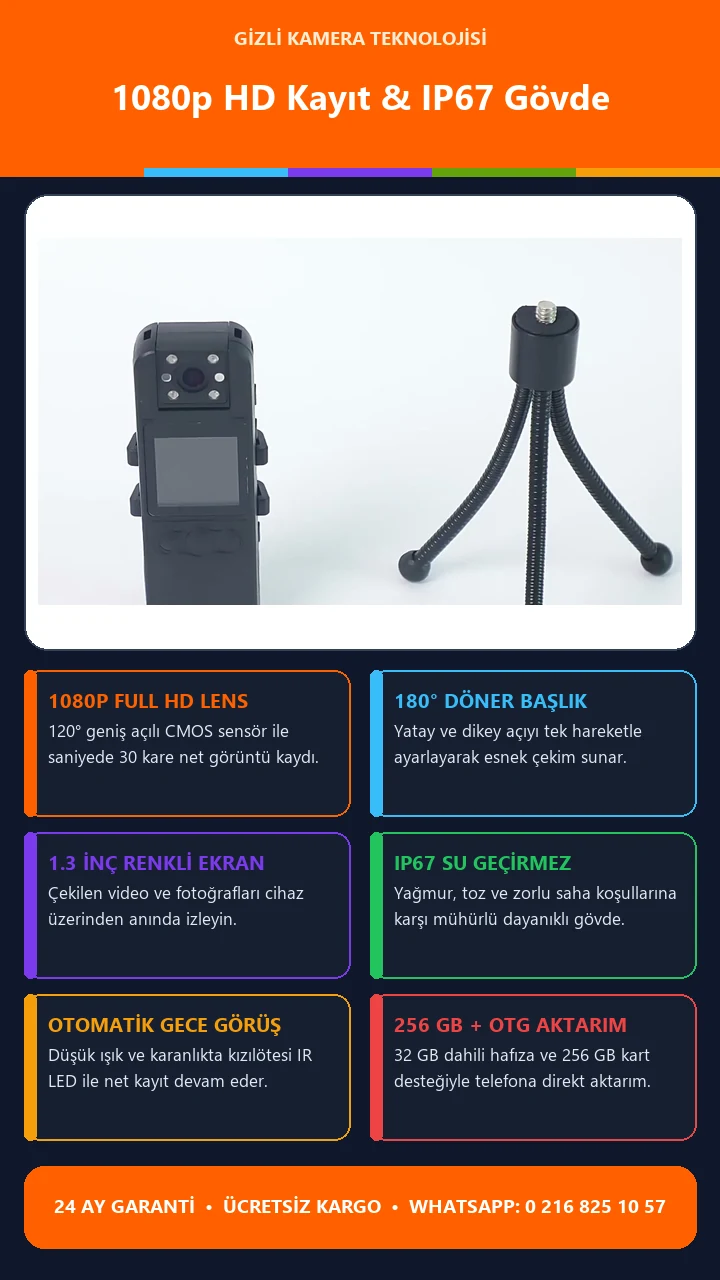 GİZLİ KAMERA TEKNOLOJİSİ
1080p HD Kayıt & IP67 Gövde
1080P FULL HD LENS
120° geniş açılı CMOS sensör ile
saniyede 30 kare net görüntü kaydı.
180° DÖNER BAŞLIK
Yatay ve dikey açıyı tek hareketle
ayarlayarak esnek çekim sunar.
1.3 İNÇ RENKLİ EKRAN
Çekilen video ve fotoğrafları cihaz
üzerinden anında izleyin.
IP67 SU GEÇİRMEZ
Yağmur, toz ve zorlu saha koşullarına
karşı mühürlü dayanıklı gövde.
OTOMATİK GECE GÖRÜŞ
Düşük ışık ve karanlıkta kızılötesi IR
LED ile net kayıt devam eder.
256 GB + OTG AKTARIM
32 GB dahili hafıza ve 256 GB kart
desteğiyle telefona direkt aktarım.
24 AY GARANTİ • ÜCRETSİZ KARGO • WHATSAPP: 0 216 825 10 57